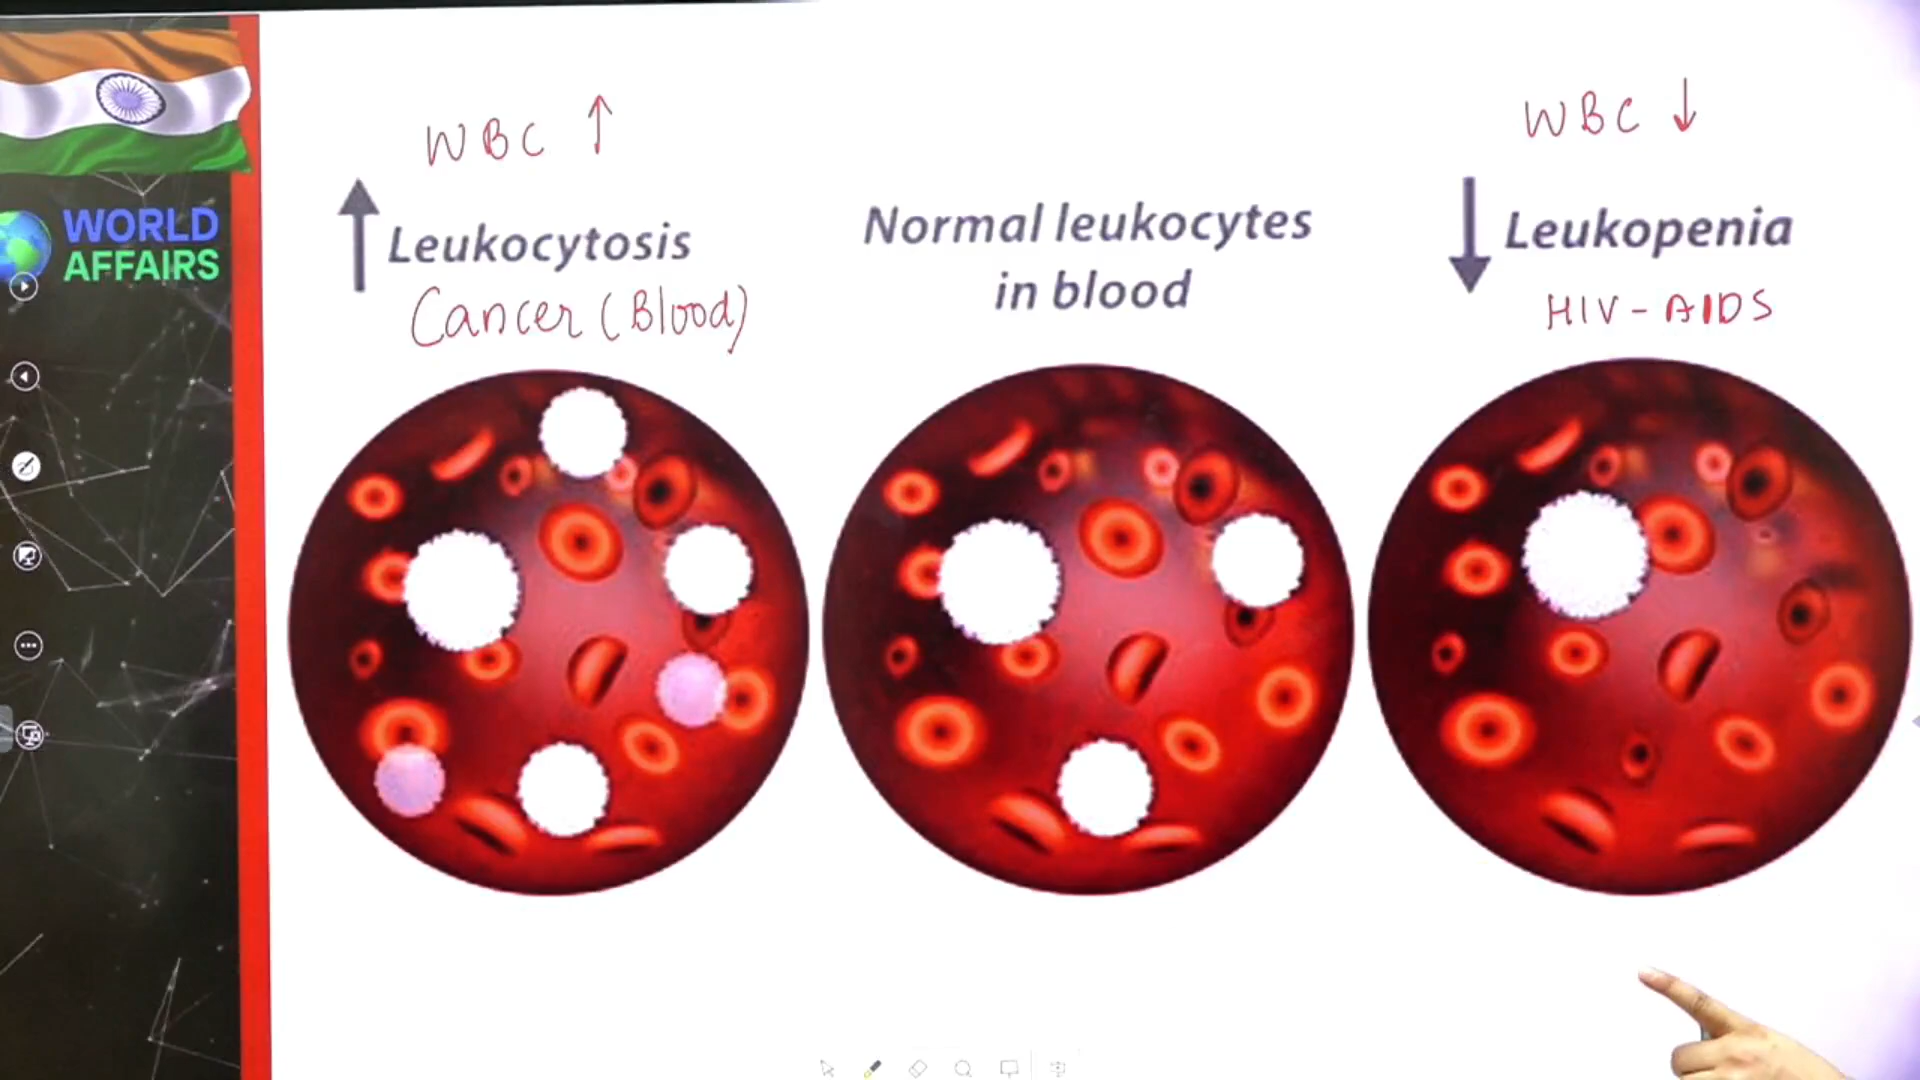 WORLD
AFFAIRS
WBC ↑
↑ Leukocytosis
Cancer (Blood)
Normal leukocytes
in blood
WBC ↓
↓ Leukopenia
HIV - AIDS